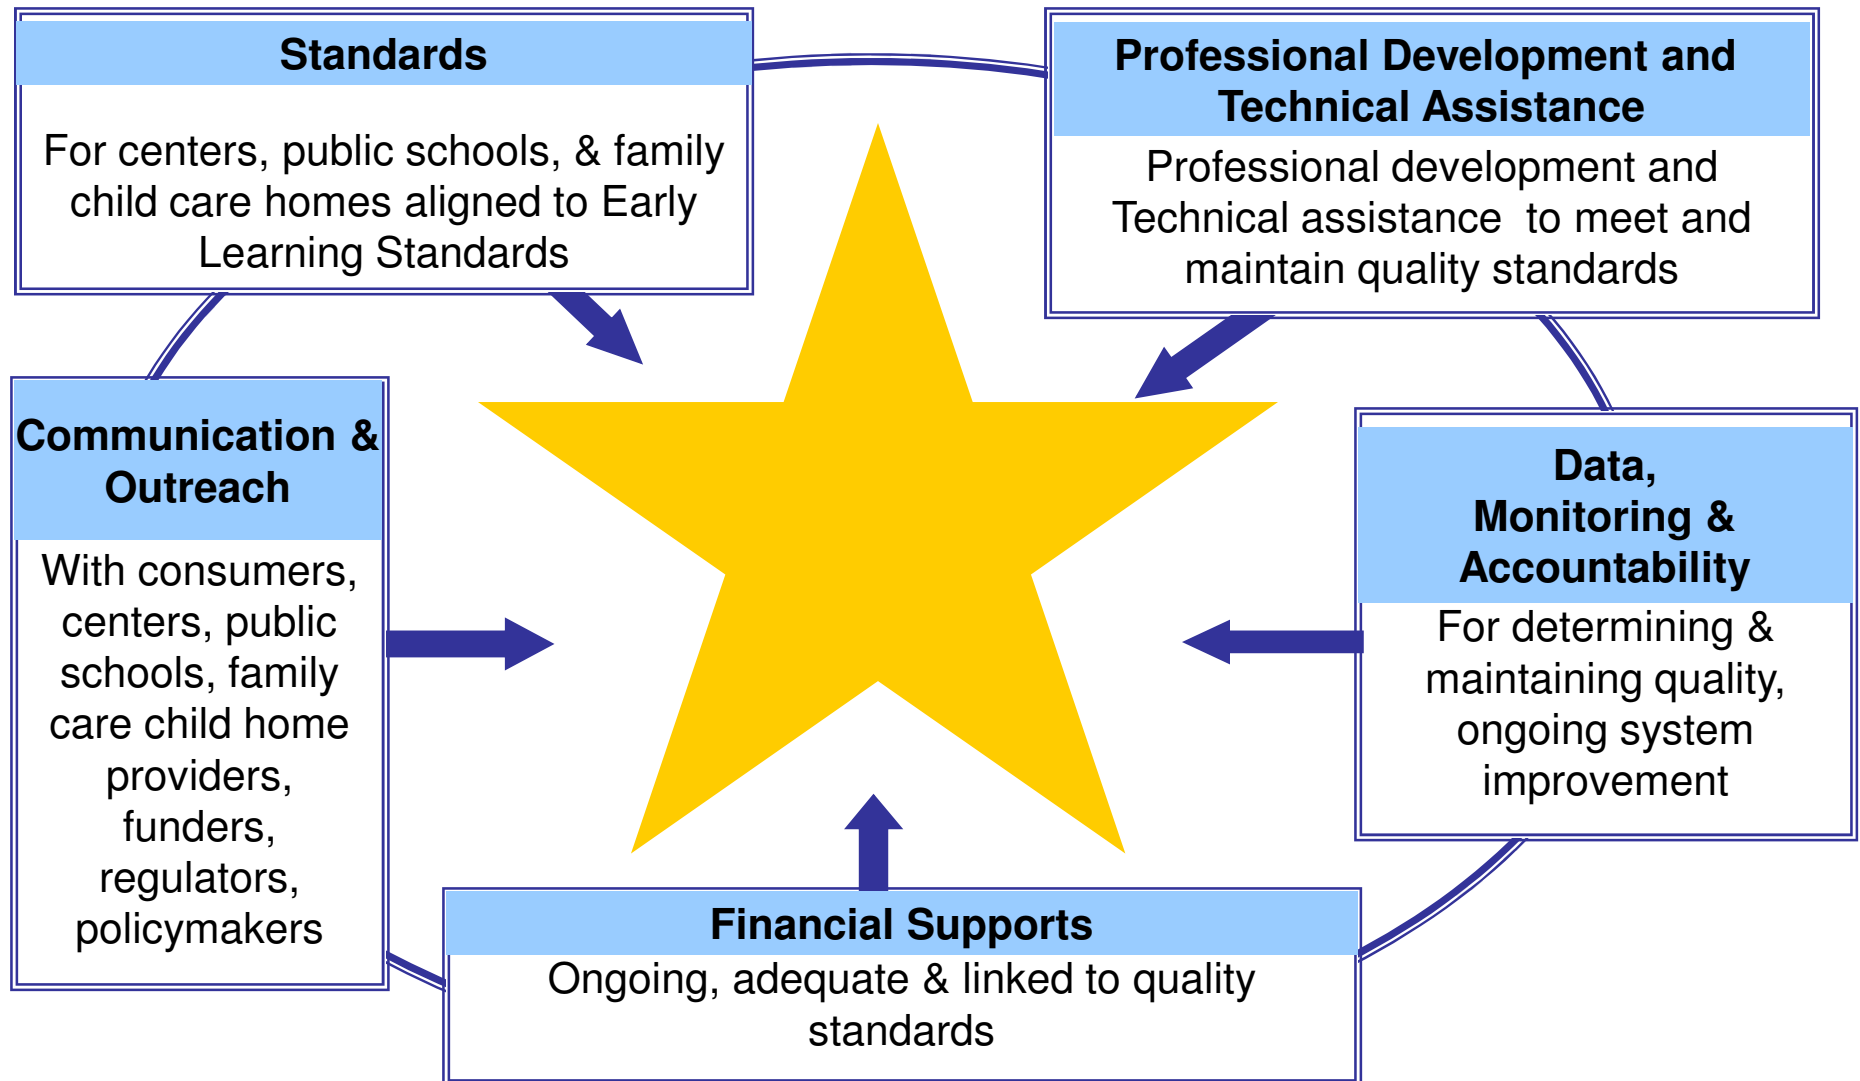 Standards
For centers, public schools, & family
child care homes aligned to Early
Learning Standards
Professional Development and
Technical Assistance
Professional development and
Technical assistance  to meet and
maintain quality standards
Communication &
Outreach
With consumers,
centers, public
schools, family
care child home
providers,
funders,
regulators,
policymakers
Data,
Monitoring &
Accountability
For determining &
maintaining quality,
ongoing system
improvement
Financial Supports
Ongoing, adequate & linked to quality
standards